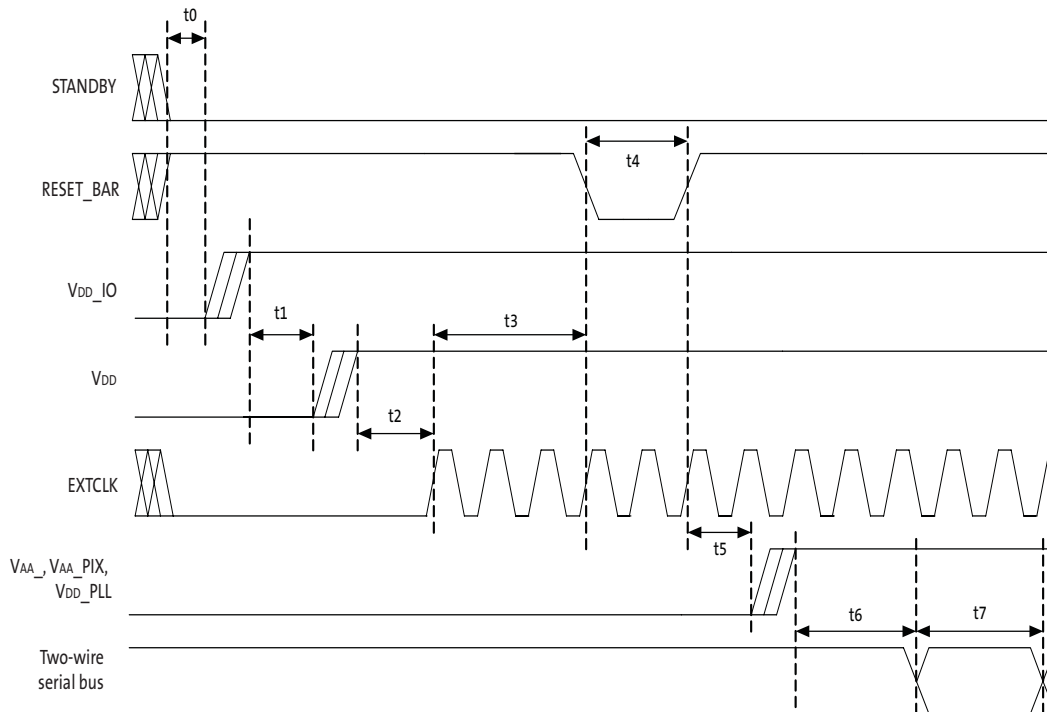 t0
STANDBY
t4
RESET_BAR
VDD_IO
t1
t3
VDD
t2
EXTCLK
t5
VAA_, VAA_PIX,
VDD_PLL
t6
t7
Two-wire
serial bus